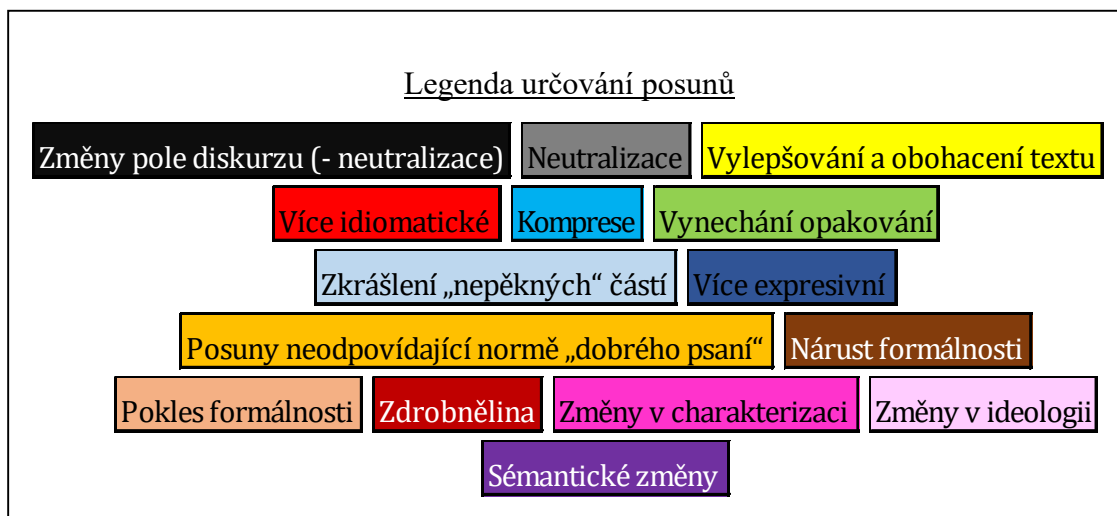 Legenda určování posunů
Změny pole diskurzu (- neutralizace) Neutralizace Vylepšování a obohacení textu
Více idiomatické Komprese Vynechání opakování
Zkrášlení „nepěkných“ částí Více expresivní
Posuny neodpovídající normě „dobrého psaní“ Nárust formálnosti
Pokles formálnosti Zdrobnělina Změny v charakterizaci Změny v ideologii
Sémantické změny